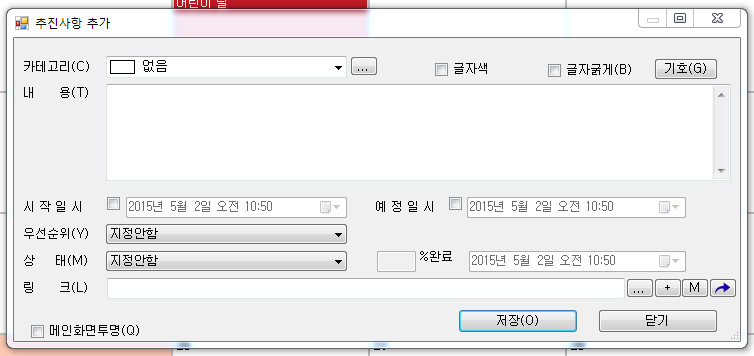 어린이 날
추진사항 추가
카테고리(C) 없음 ... 글자색 글자굵게(B) 기호(G)
내 용(T)
시 작 일 시 2015년 5월 2일 오전 10:50 예 정 일 시 2015년 5월 2일 오전 10:50
우선순위(Y) 지정안함
상 태(M) 지정안함 %완료 2015년 5월 2일 오전 10:50
링 크(L) ... + M
메인화면투명(Q) 저장(O) 닫기